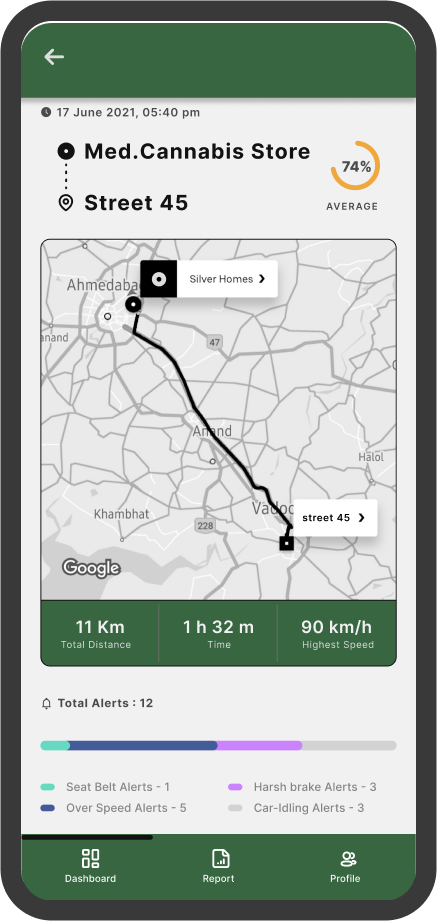 17 June 2021, 05:40 pm
Med.Cannabis Store
Street 45
74%
AVERAGE
Silver Homes
Ahmedaba
anand
47
Anand
Halol
Vadoc
street 45
Khambhat
228
Google
11 Km
1 h 32 m
90 km/h
Total Distance
Time
Highest Speed
Total Alerts : 12
Seat Belt Alerts - 1
Harsh brake Alerts - 3
Over Speed Alerts - 5
Car-Idling Alerts - 3
Dashboard
Report
Profile